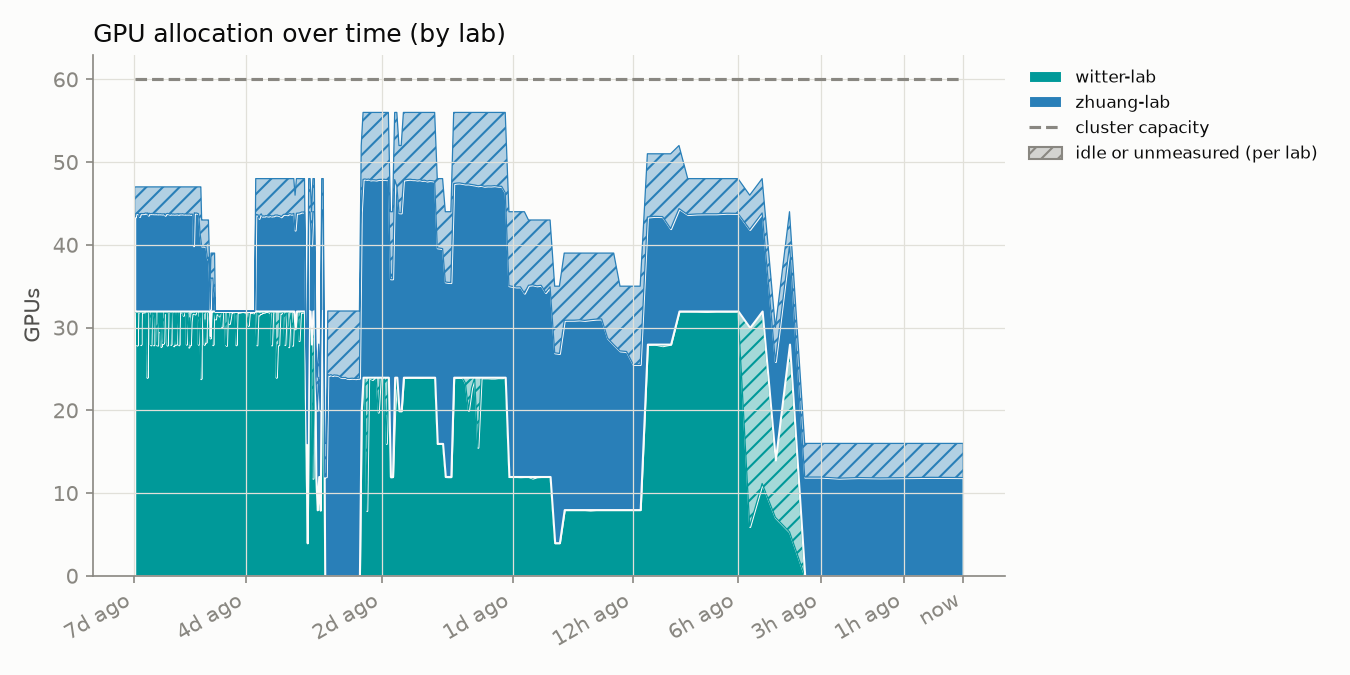 GPU allocation over time (by lab)
GPUs
60
50
40
30
20
10
0
7d ago
4d ago
2d ago
1d ago
12h ago
6h ago
3h ago
1h ago
now
witter-lab
zhuang-lab
cluster capacity
idle or unmeasured (per lab)